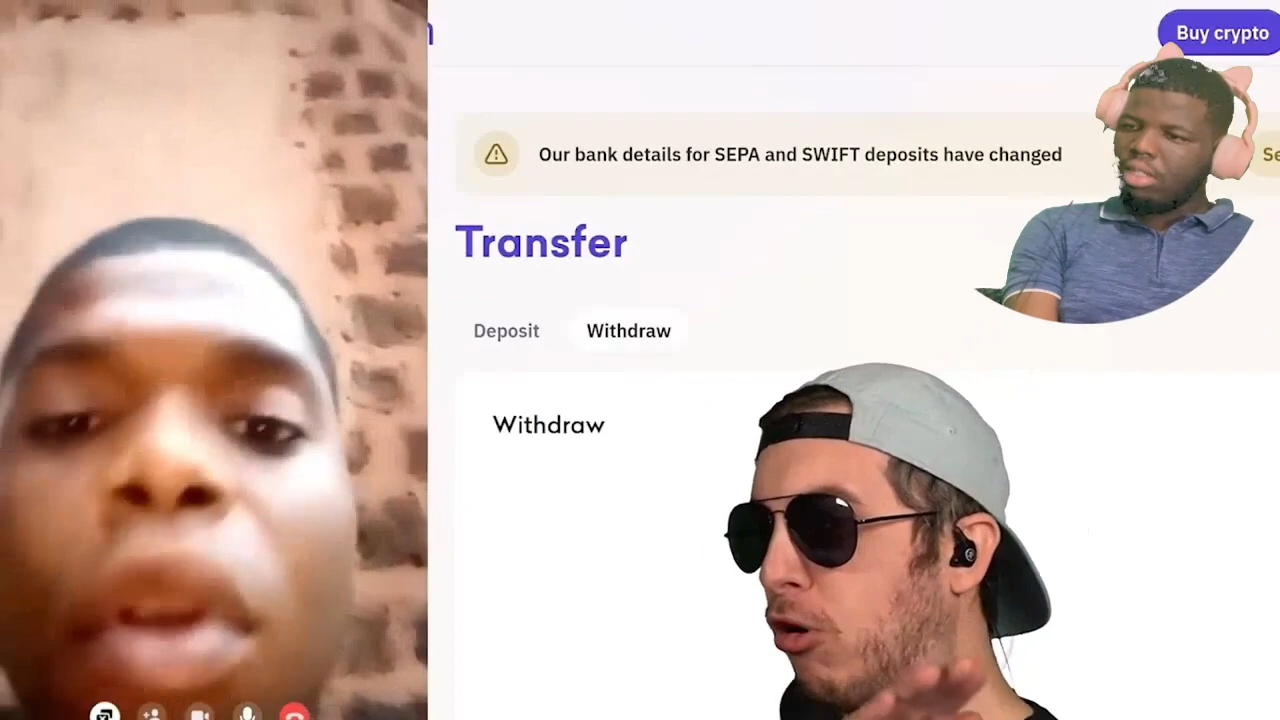 Buy crypto
Our bank details for SEPA and SWIFT deposits have changed
Transfer
Deposit Withdraw
Withdraw